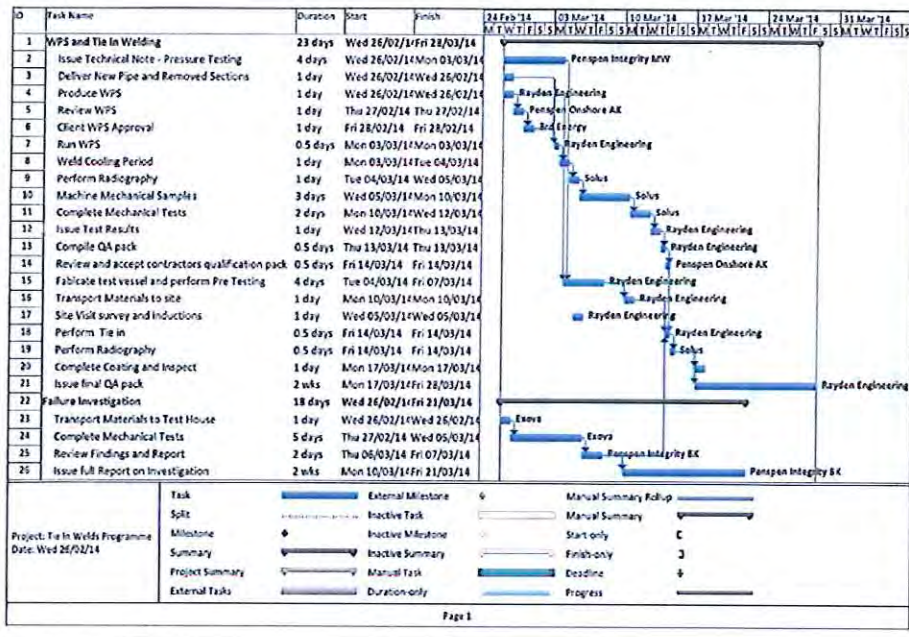 ID Task Name Duration Start Finish 24 Feb '14 03 Mar '14 10 Mar '14 17 Mar '14 24 Mar '14 31 Mar '14
M T W T F S S M T W T F S S M T W T F S S M T W T F S S M T W T F S S M T W T F S S
1 WPS and Tie In Welding 23 days Wed 26/02/14 Fri 28/03/14
2 Issue Technical Note - Pressure Testing 4 days Wed 26/02/14 Mon 03/03/14 Penspen Integrity MW
3 Deliver New Pipe and Removed Sections 1 day Wed 26/02/14 Wed 26/02/14
4 Produce WPS 1 day Wed 26/02/14 Wed 26/02/14 Rayden Engineering
5 Review WPS 1 day Thu 27/02/14 Thu 27/02/14 Penspen Onshore AK
6 Client WPS Approval 1 day Fri 28/02/14 Fri 28/02/14 3rd Energy
7 Run WPS 0.5 days Mon 03/03/14 Mon 03/03/14 Rayden Engineering
8 Weld Cooling Period 1 day Mon 03/03/14 Tue 04/03/14
9 Perform Radiography 1 day Tue 04/03/14 Wed 05/03/14 Solus
10 Machine Mechanical Samples 3 days Wed 05/03/14 Mon 10/03/14 Solus
11 Complete Mechanical Tests 2 days Mon 10/03/14 Wed 12/03/14 Solus
12 Issue Test Results 1 day Wed 12/03/14 Thu 13/03/14 Rayden Engineering
13 Compile QA pack 0.5 days Thu 13/03/14 Thu 13/03/14 Rayden Engineering
14 Review and accept contractors qualification pack 0.5 days Fri 14/03/14 Fri 14/03/14 Penspen Onshore AK
15 Fabicate test vessel and perform Pre Testing 4 days Tue 04/03/14 Fri 07/03/14 Rayden Engineering
16 Transport Materials to site 1 day Mon 10/03/14 Mon 10/03/14 Rayden Engineering
17 Site Visit survey and inductions 1 day Wed 05/03/14 Wed 05/03/14 Rayden Engineering
18 Perform Tie in 0.5 days Fri 14/03/14 Fri 14/03/14 Rayden Engineering
19 Perform Radiography 0.5 days Fri 14/03/14 Fri 14/03/14 Solus
20 Complete Coating and Inspect 1 day Mon 17/03/14 Mon 17/03/14
21 Issue final QA pack 2 wks Mon 17/03/14 Fri 28/03/14 Rayden Engineering
22 Failure Investigation 18 days Wed 26/02/14 Fri 21/03/14
23 Transport Materials to Test House 1 day Wed 26/02/14 Wed 26/02/14 Exova
24 Complete Mechanical Tests 5 days Thu 27/02/14 Wed 05/03/14 Exova
25 Review Findings and Report 2 days Thu 06/03/14 Fri 07/03/14 Penspen Integrity BK
26 Issue full Report on Investigation 2 wks Mon 10/03/14 Fri 21/03/14 Penspen Integrity BK
Project: Tie In Welds Programme
Date: Wed 26/02/14
Task External Milestone Manual Summary Rollup
Split Inactive Task Manual Summary
Milestone Inactive Milestone Start-only
Summary Inactive Summary Finish-only
Project Summary Manual Task Deadline
External Tasks Duration-only Progress
Page 1